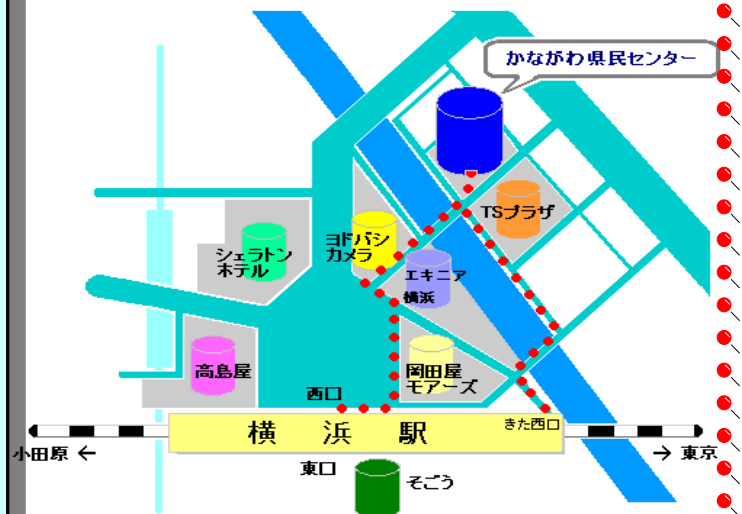 かながわ県民センター
TSプラザ
ヨドバシ
カメラ
シェラトン
ホテル
エキニア
横浜
高島屋
岡田屋
モアーズ
西口
きた西口
横 浜 駅
小田原 ←
→ 東京
東口
そごう